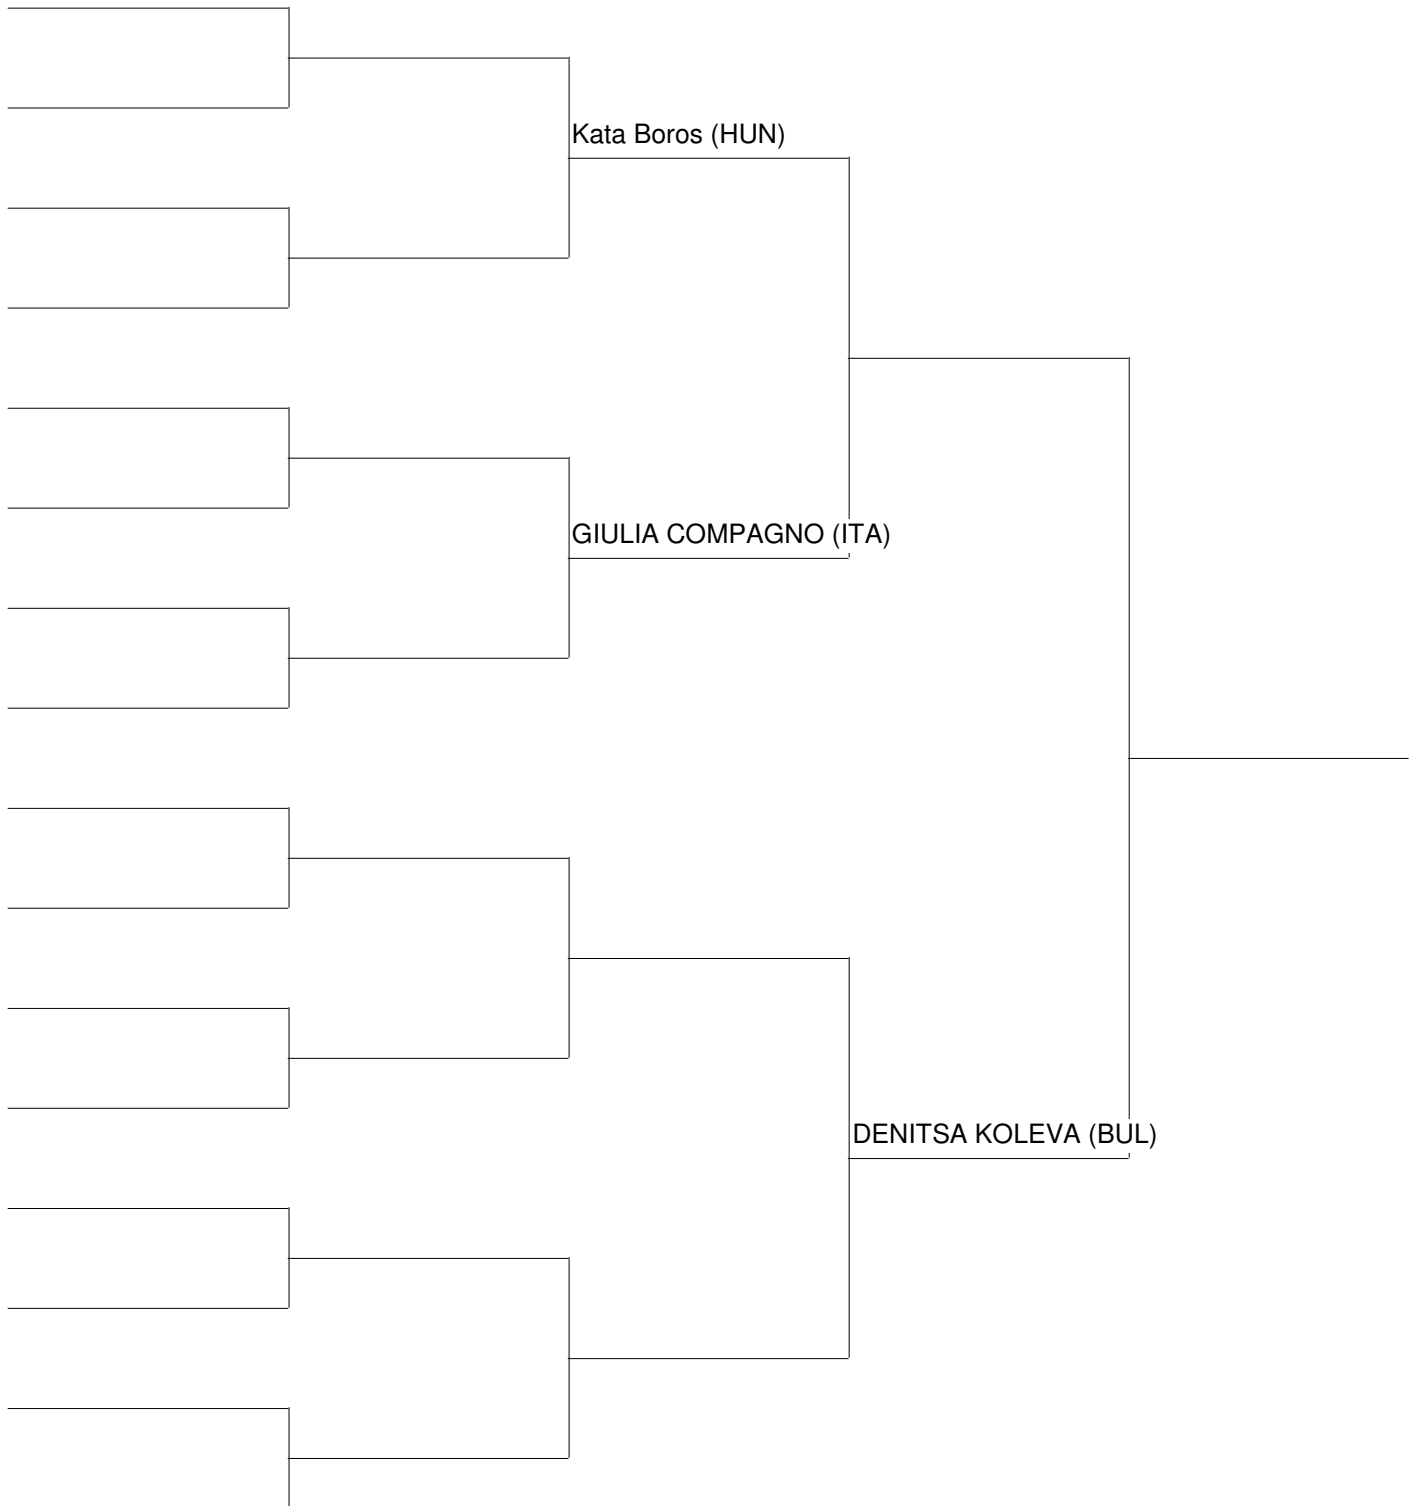 Kata Boros (HUN)
GIULIA COMPAGNO (ITA)
DENITSA KOLEVA (BUL)